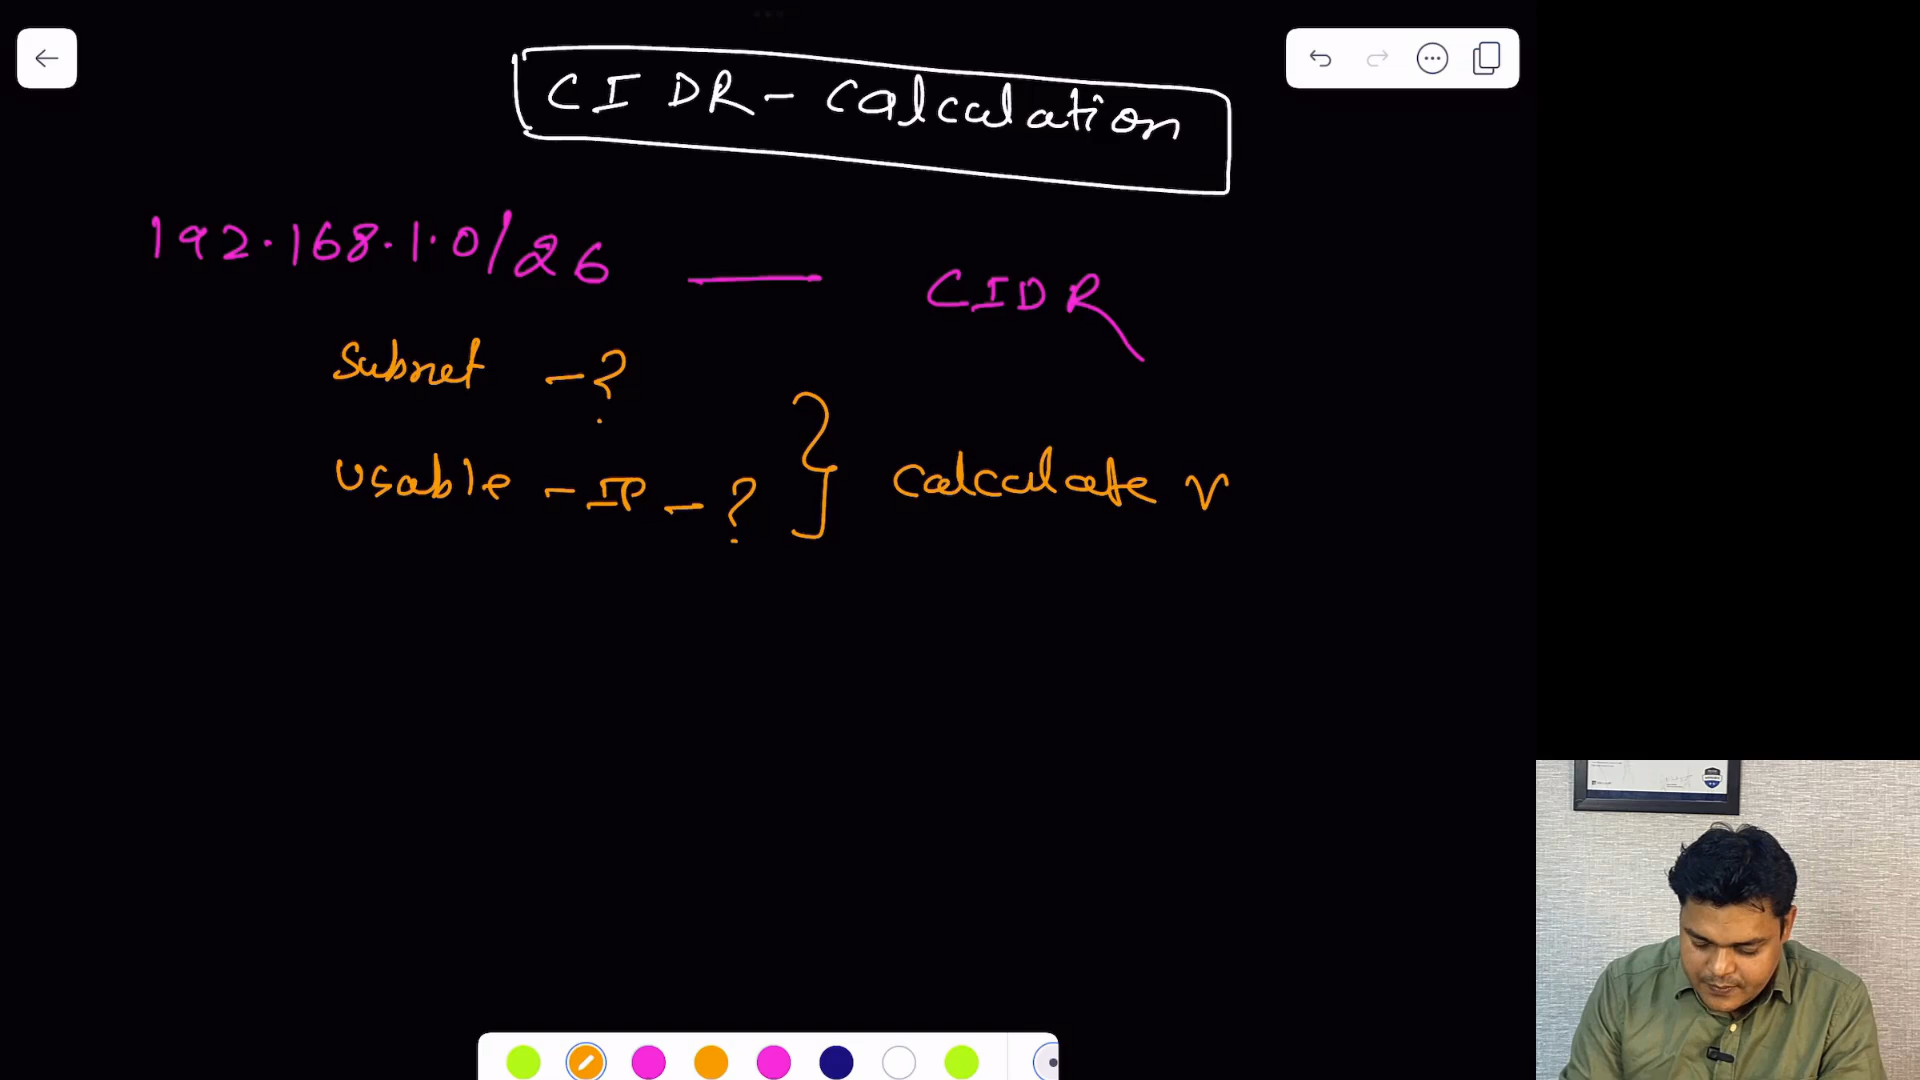 CIDR - Calculation
192.168.1.0/26 — CIDR
Subnet - ?
Usable - IP - ?
calculate